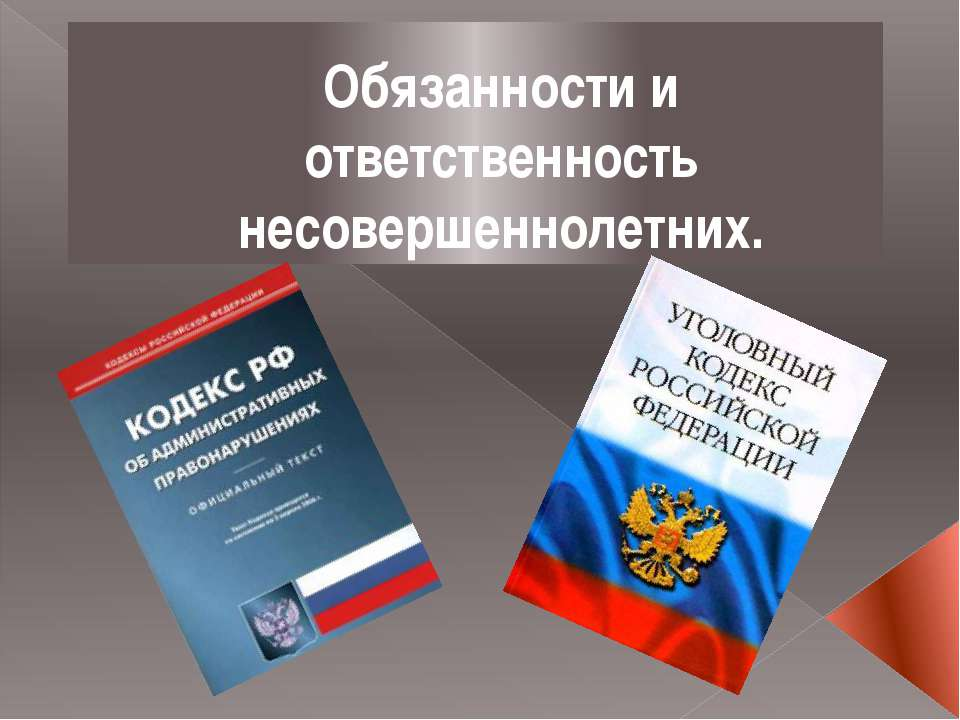 Обязанности и
ответственность
несовершеннолетних.
КОДЕКСЫ РОССИЙСКОЙ ФЕДЕРАЦИИ
КОДЕКС РФ
ОБ АДМИНИСТРАТИВНЫХ
ПРАВОНАРУШЕНИЯХ
ОФИЦИАЛЬНЫЙ ТЕКСТ
УГОЛОВНЫЙ
КОДЕКС
РОССИЙСКОЙ
ФЕДЕРАЦИИ